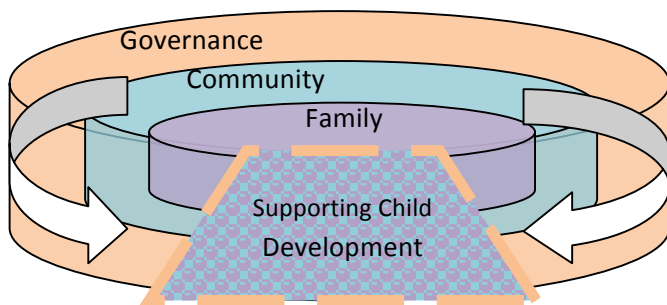 Governance
Community
Family
Supporting Child
Development